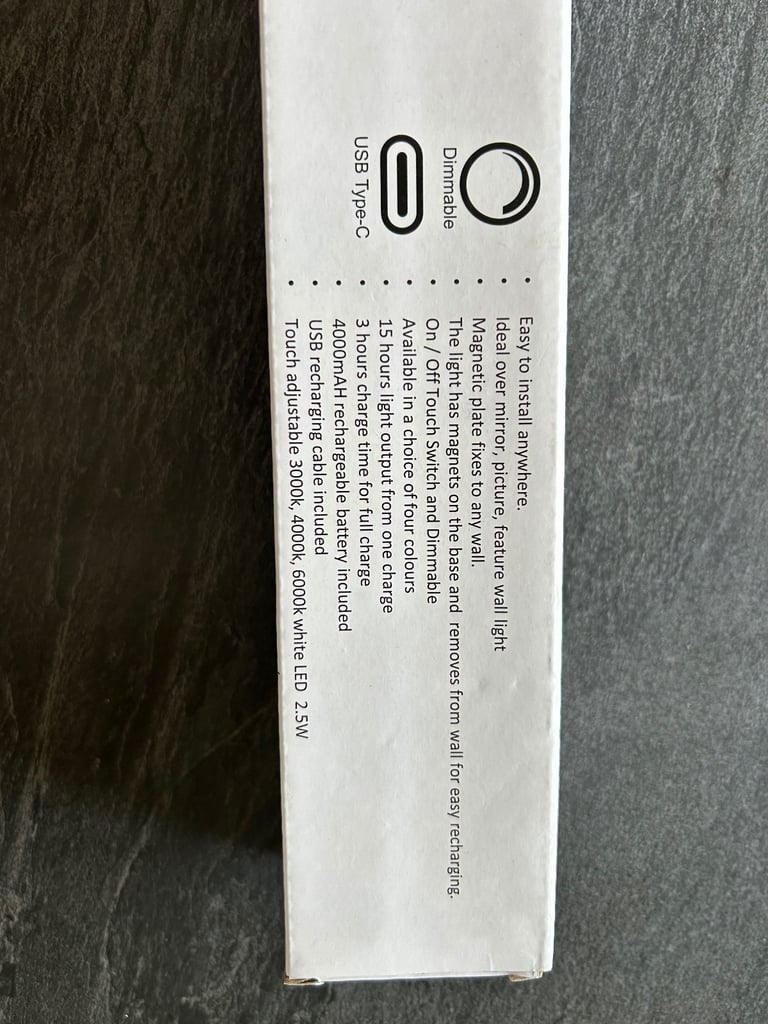 Dimmable
USB Type-C
Easy to install anywhere.
Ideal over mirror, picture, feature wall light
Magnetic plate fixes to any wall.
The light has magnets on the base and removes from wall for easy recharging.
On / Off Touch Switch and Dimmable
Available in a choice of four colours
15 hours light output from one charge
3 hours charge time for full charge
4000mAH rechargeable battery included
USB recharging cable included
Touch adjustable 3000k, 4000k, 6000k white LED 2.5W